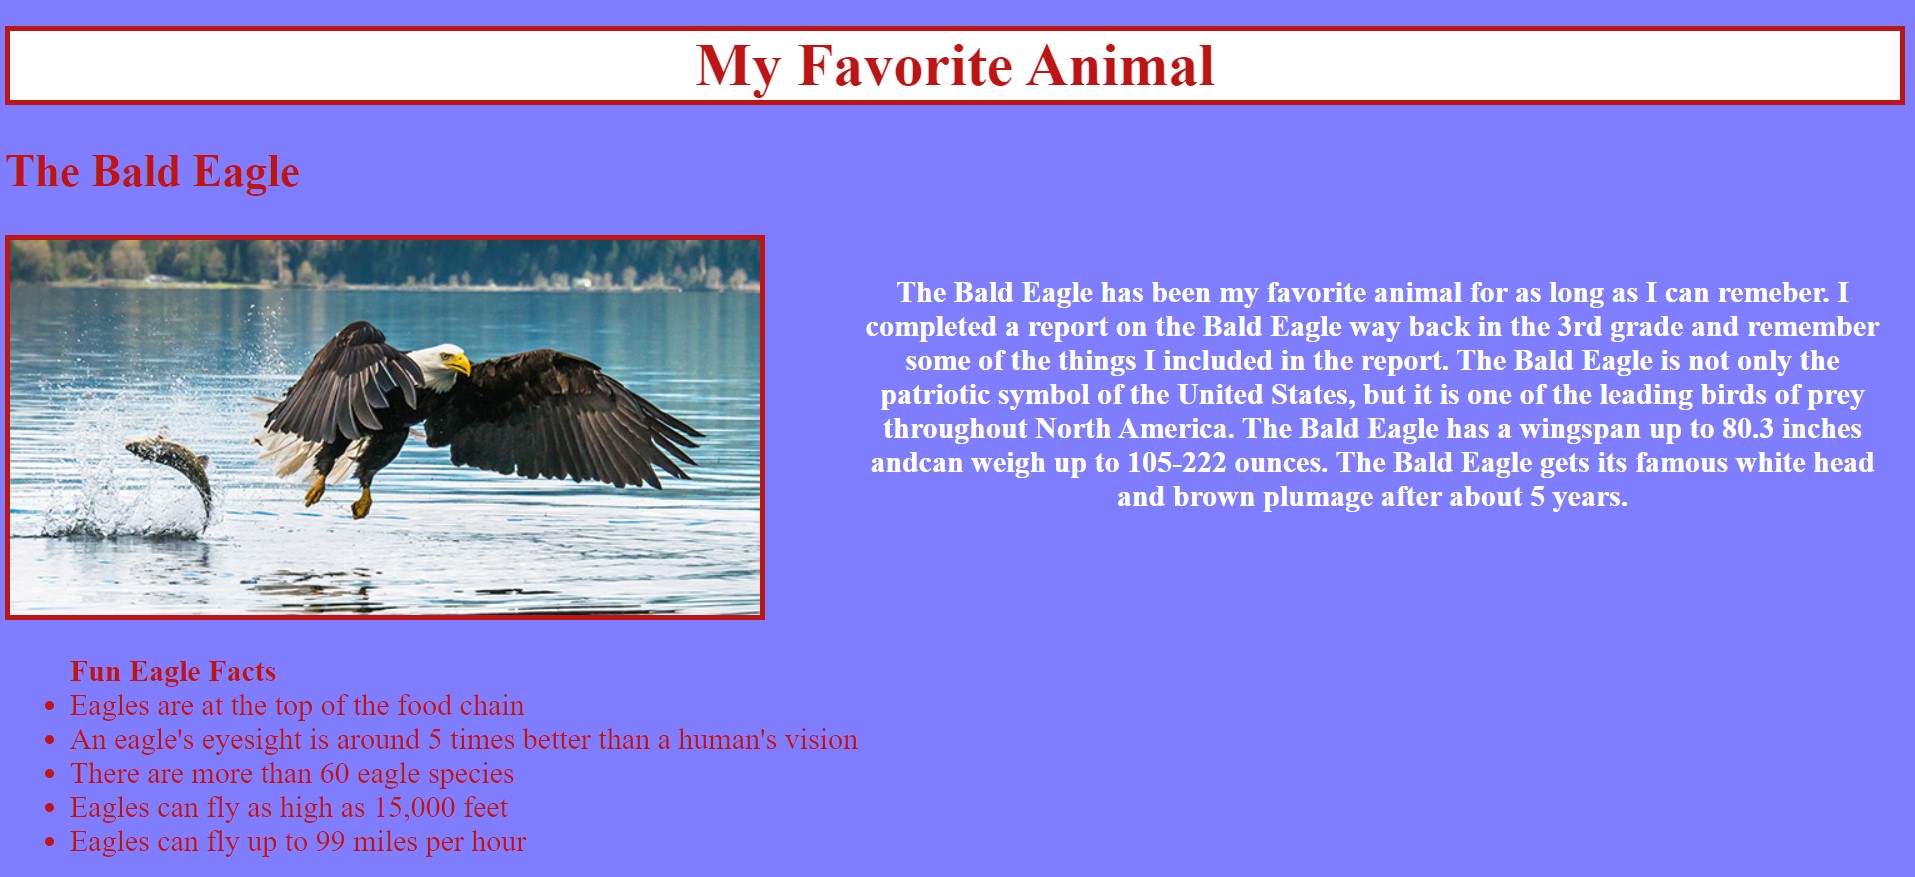 My Favorite Animal
The Bald Eagle
The Bald Eagle has been my favorite animal for as long as I can remeber. I
completed a report on the Bald Eagle way back in the 3rd grade and remember
some of the things I included in the report. The Bald Eagle is not only the
patriotic symbol of the United States, but it is one of the leading birds of prey
throughout North America. The Bald Eagle has a wingspan up to 80.3 inches
andcan weigh up to 105-222 ounces. The Bald Eagle gets its famous white head
and brown plumage after about 5 years.
Fun Eagle Facts
• Eagles are at the top of the food chain
• An eagle's eyesight is around 5 times better than a human's vision
• There are more than 60 eagle species
• Eagles can fly as high as 15,000 feet
• Eagles can fly up to 99 miles per hour